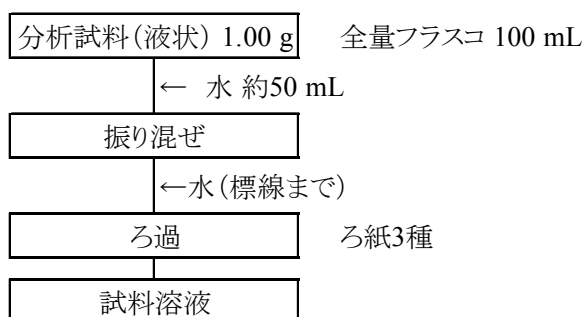 分析試料(液状) 1.00 g 全量フラスコ 100 mL
← 水 約50 mL
振り混ぜ
←水(標線まで)
ろ過 ろ紙3種
試料溶液